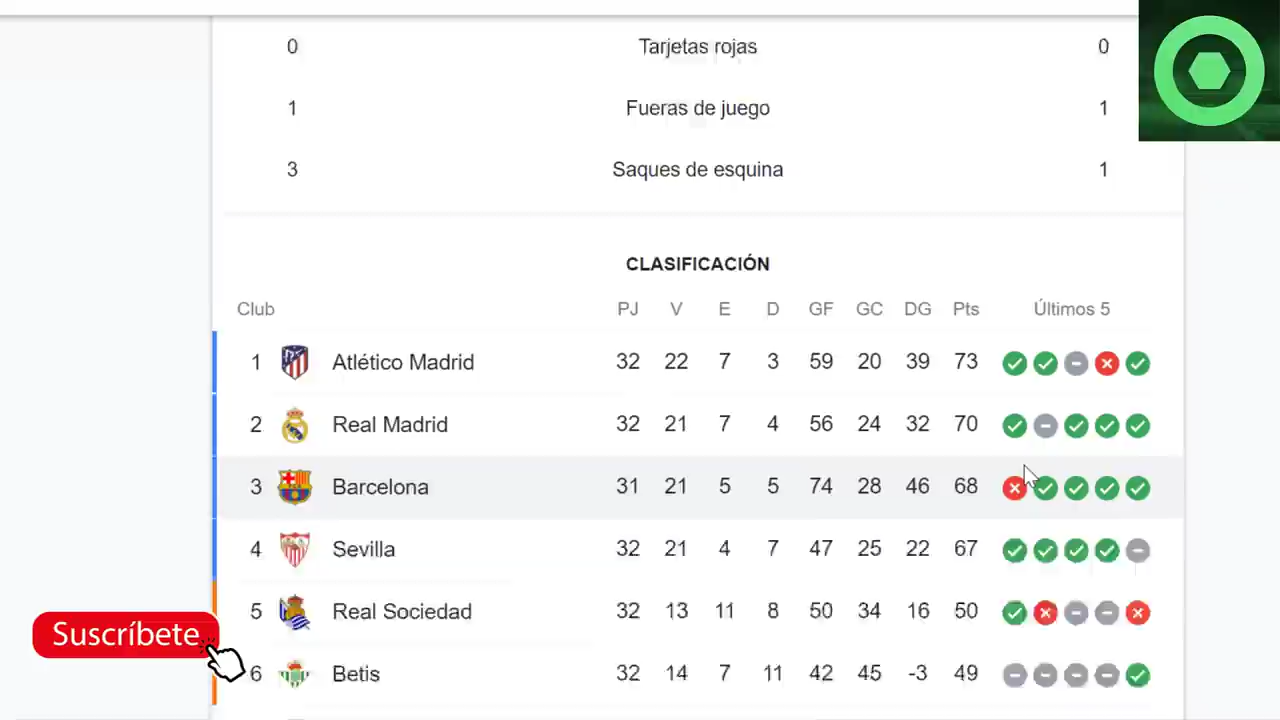 0 Tarjetas rojas 0
1 Fueras de juego 1
3 Saques de esquina 1
CLASIFICACIÓN
Club PJ V E D GF GC DG Pts Últimos 5
1 Atlético Madrid 32 22 7 3 59 20 39 73
2 Real Madrid 32 21 7 4 56 24 32 70
3 Barcelona 31 21 5 5 74 28 46 68
4 Sevilla 32 21 4 7 47 25 22 67
5 Real Sociedad 32 13 11 8 50 34 16 50
Suscríbete
6 Betis 32 14 7 11 42 45 -3 49